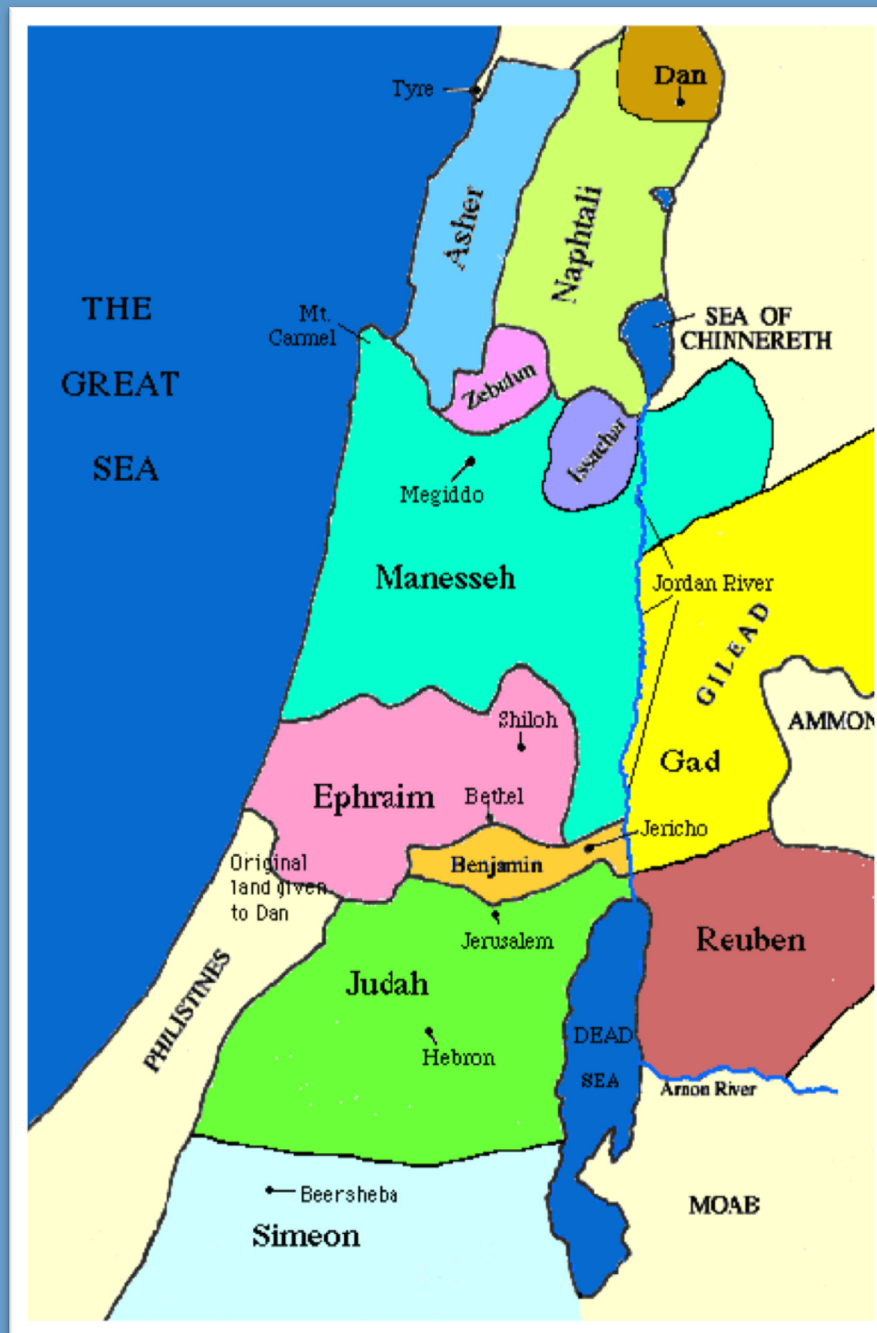 Dan
Tyre
Asher
Naphtali
THE
GREAT
SEA
Mt.
Carmel
SEA OF
CHINNERETH
Zebulun
Issachar
Megiddo
Manesseh
Jordan River
GILEAD
AMMON
Shiloh
Gad
Ephraim
Bethel
Jericho
Benjamin
Original
land given
to Dan
Jerusalem
Reuben
PHILISTINES
Judah
Hebron
DEAD
SEA
Arnon River
Beersheba
MOAB
Simeon